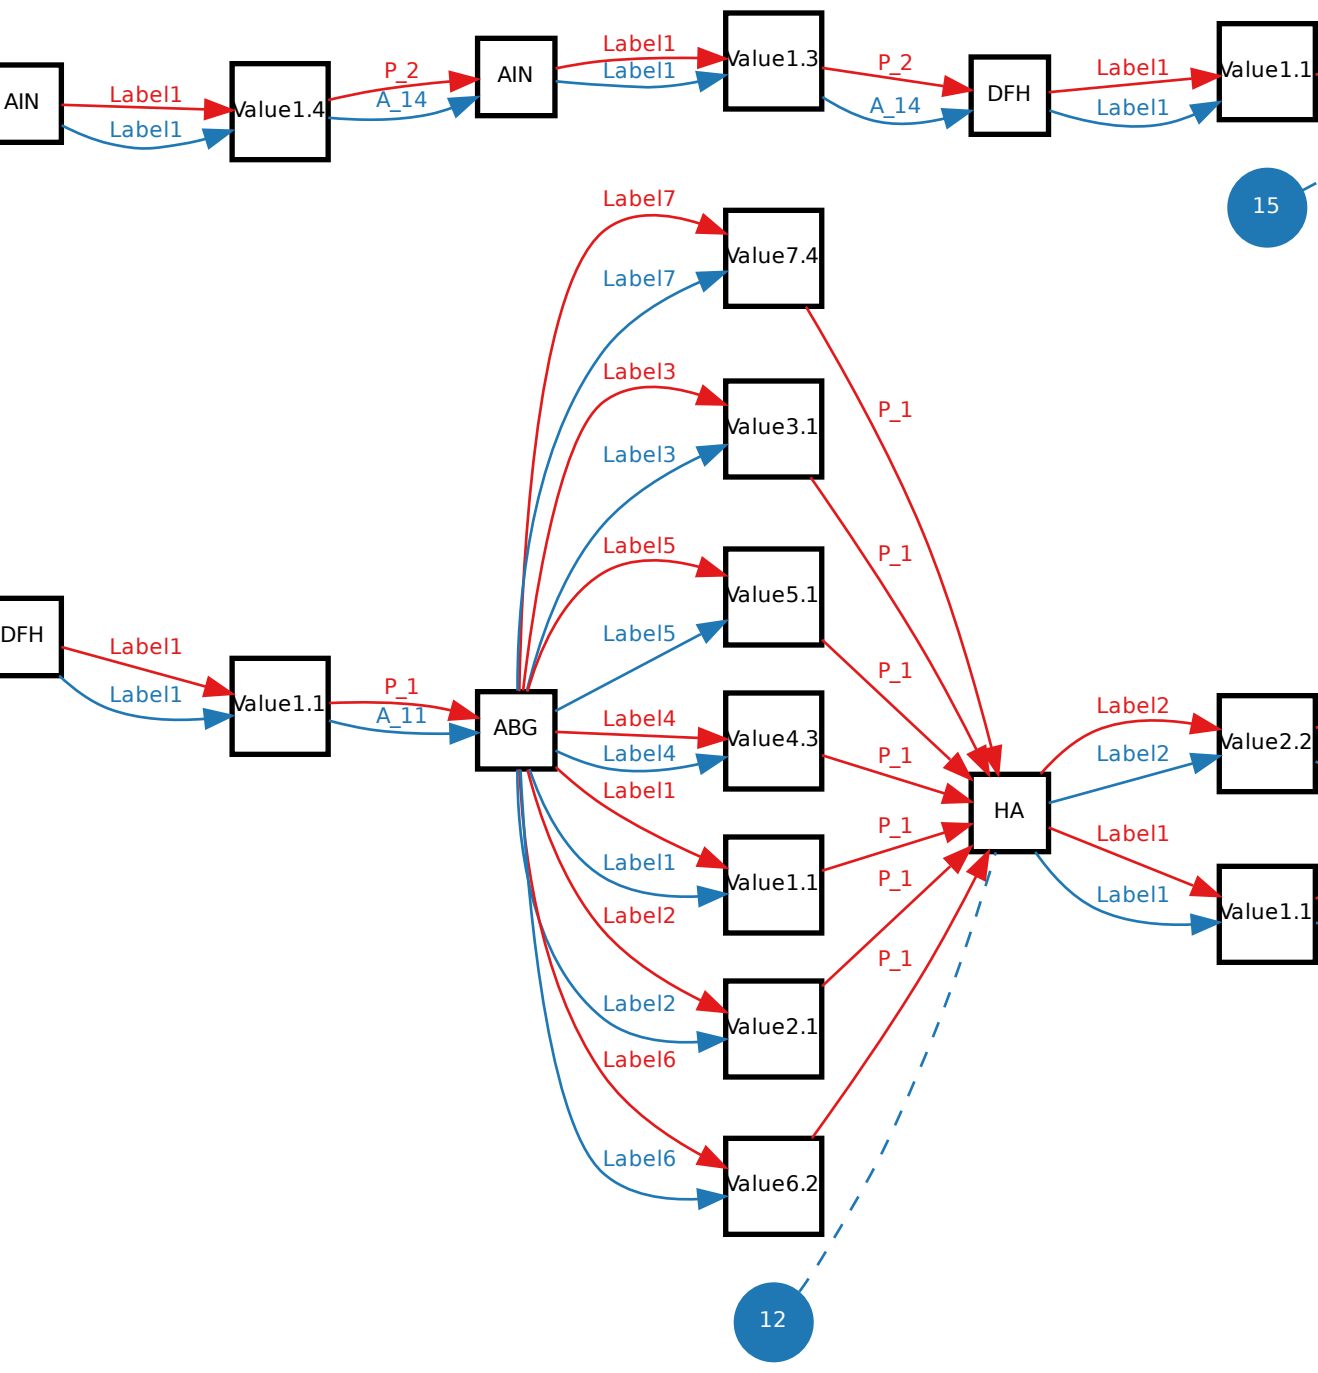 AIN
Label1
Label1
Value1.4
P_2
A_14
AIN
Label1
Label1
Value1.3
P_2
A_14
DFH
Label1
Label1
Value1.1
15
DFH
Label1
Label1
Value1.1
P_1
A_11
ABG
Label7
Label7
Label3
Label3
Label5
Label5
Label4
Label4
Label1
Label1
Label2
Label2
Label6
Label6
Value7.4
Value3.1
Value5.1
Value4.3
Value1.1
Value2.1
Value6.2
P_1
P_1
P_1
P_1
P_1
P_1
P_1
HA
12
Label2
Label2
Label1
Label1
Value2.2
Value1.1